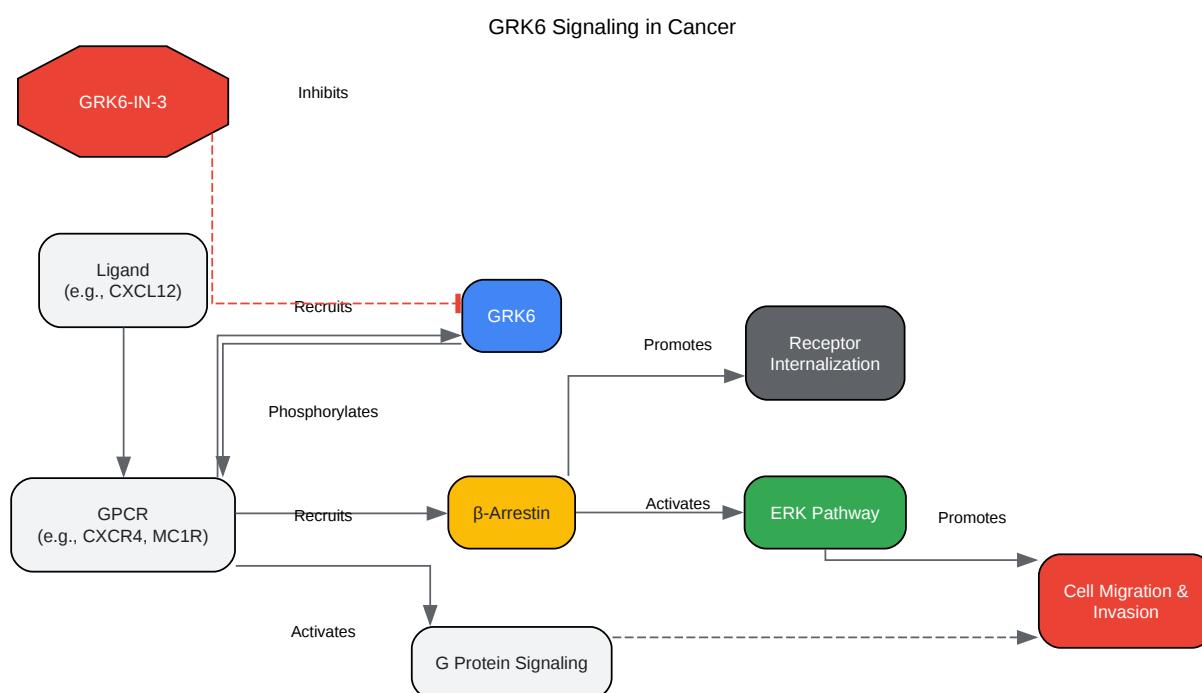 GRK6 Signaling in Cancer
GRK6-IN-3
Inhibits
Ligand
(e.g., CXCL12)
Recruits
GRK6
Receptor
Internalization
Promotes
Phosphorylates
GPCR
(e.g., CXCR4, MC1R)
Recruits
β-Arrestin
Activates
ERK Pathway
Promotes
Cell Migration &
Invasion
Activates
G Protein Signaling